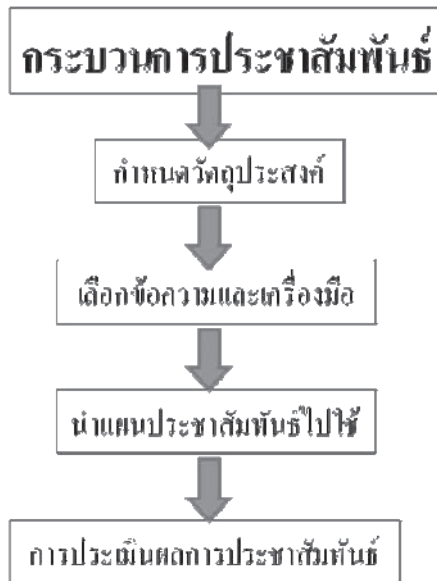 กระบวนการประชาสัมพันธ์
กำหนดวัตถุประสงค์
เลือกข้อความและเครื่องมือ
นำแผนประชาสัมพันธ์ไปใช้
การประเมินผลการประชาสัมพันธ์